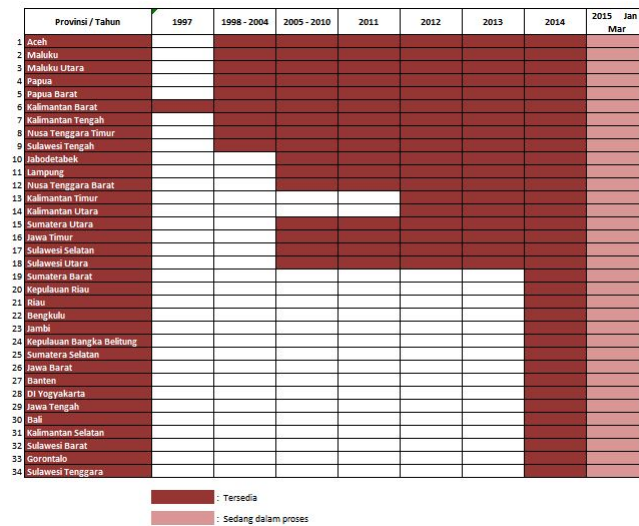 Provinsi / Tahun 1997 1998 - 2004 2005 - 2010 2011 2012 2013 2014 2015 Jan
Mar
1 Aceh
2 Maluku
3 Maluku Utara
4 Papua
5 Papua Barat
6 Kalimantan Barat
7 Kalimantan Tengah
8 Nusa Tenggara Timur
9 Sulawesi Tengah
10 Jabodetabek
11 Lampung
12 Nusa Tenggara Barat
13 Kalimantan Timur
14 Kalimantan Utara
15 Sumatera Utara
16 Jawa Timur
17 Sulawesi Selatan
18 Sulawesi Utara
19 Sumatera Barat
20 Kepulauan Riau
21 Riau
22 Bengkulu
23 Jambi
24 Kepulauan Bangka Belitung
25 Sumatera Selatan
26 Jawa Barat
27 Banten
28 DI Yogyakarta
29 Jawa Tengah
30 Bali
31 Kalimantan Selatan
32 Sulawesi Barat
33 Gorontalo
34 Sulawesi Tenggara
: Tersedia
: Sedang dalam proses